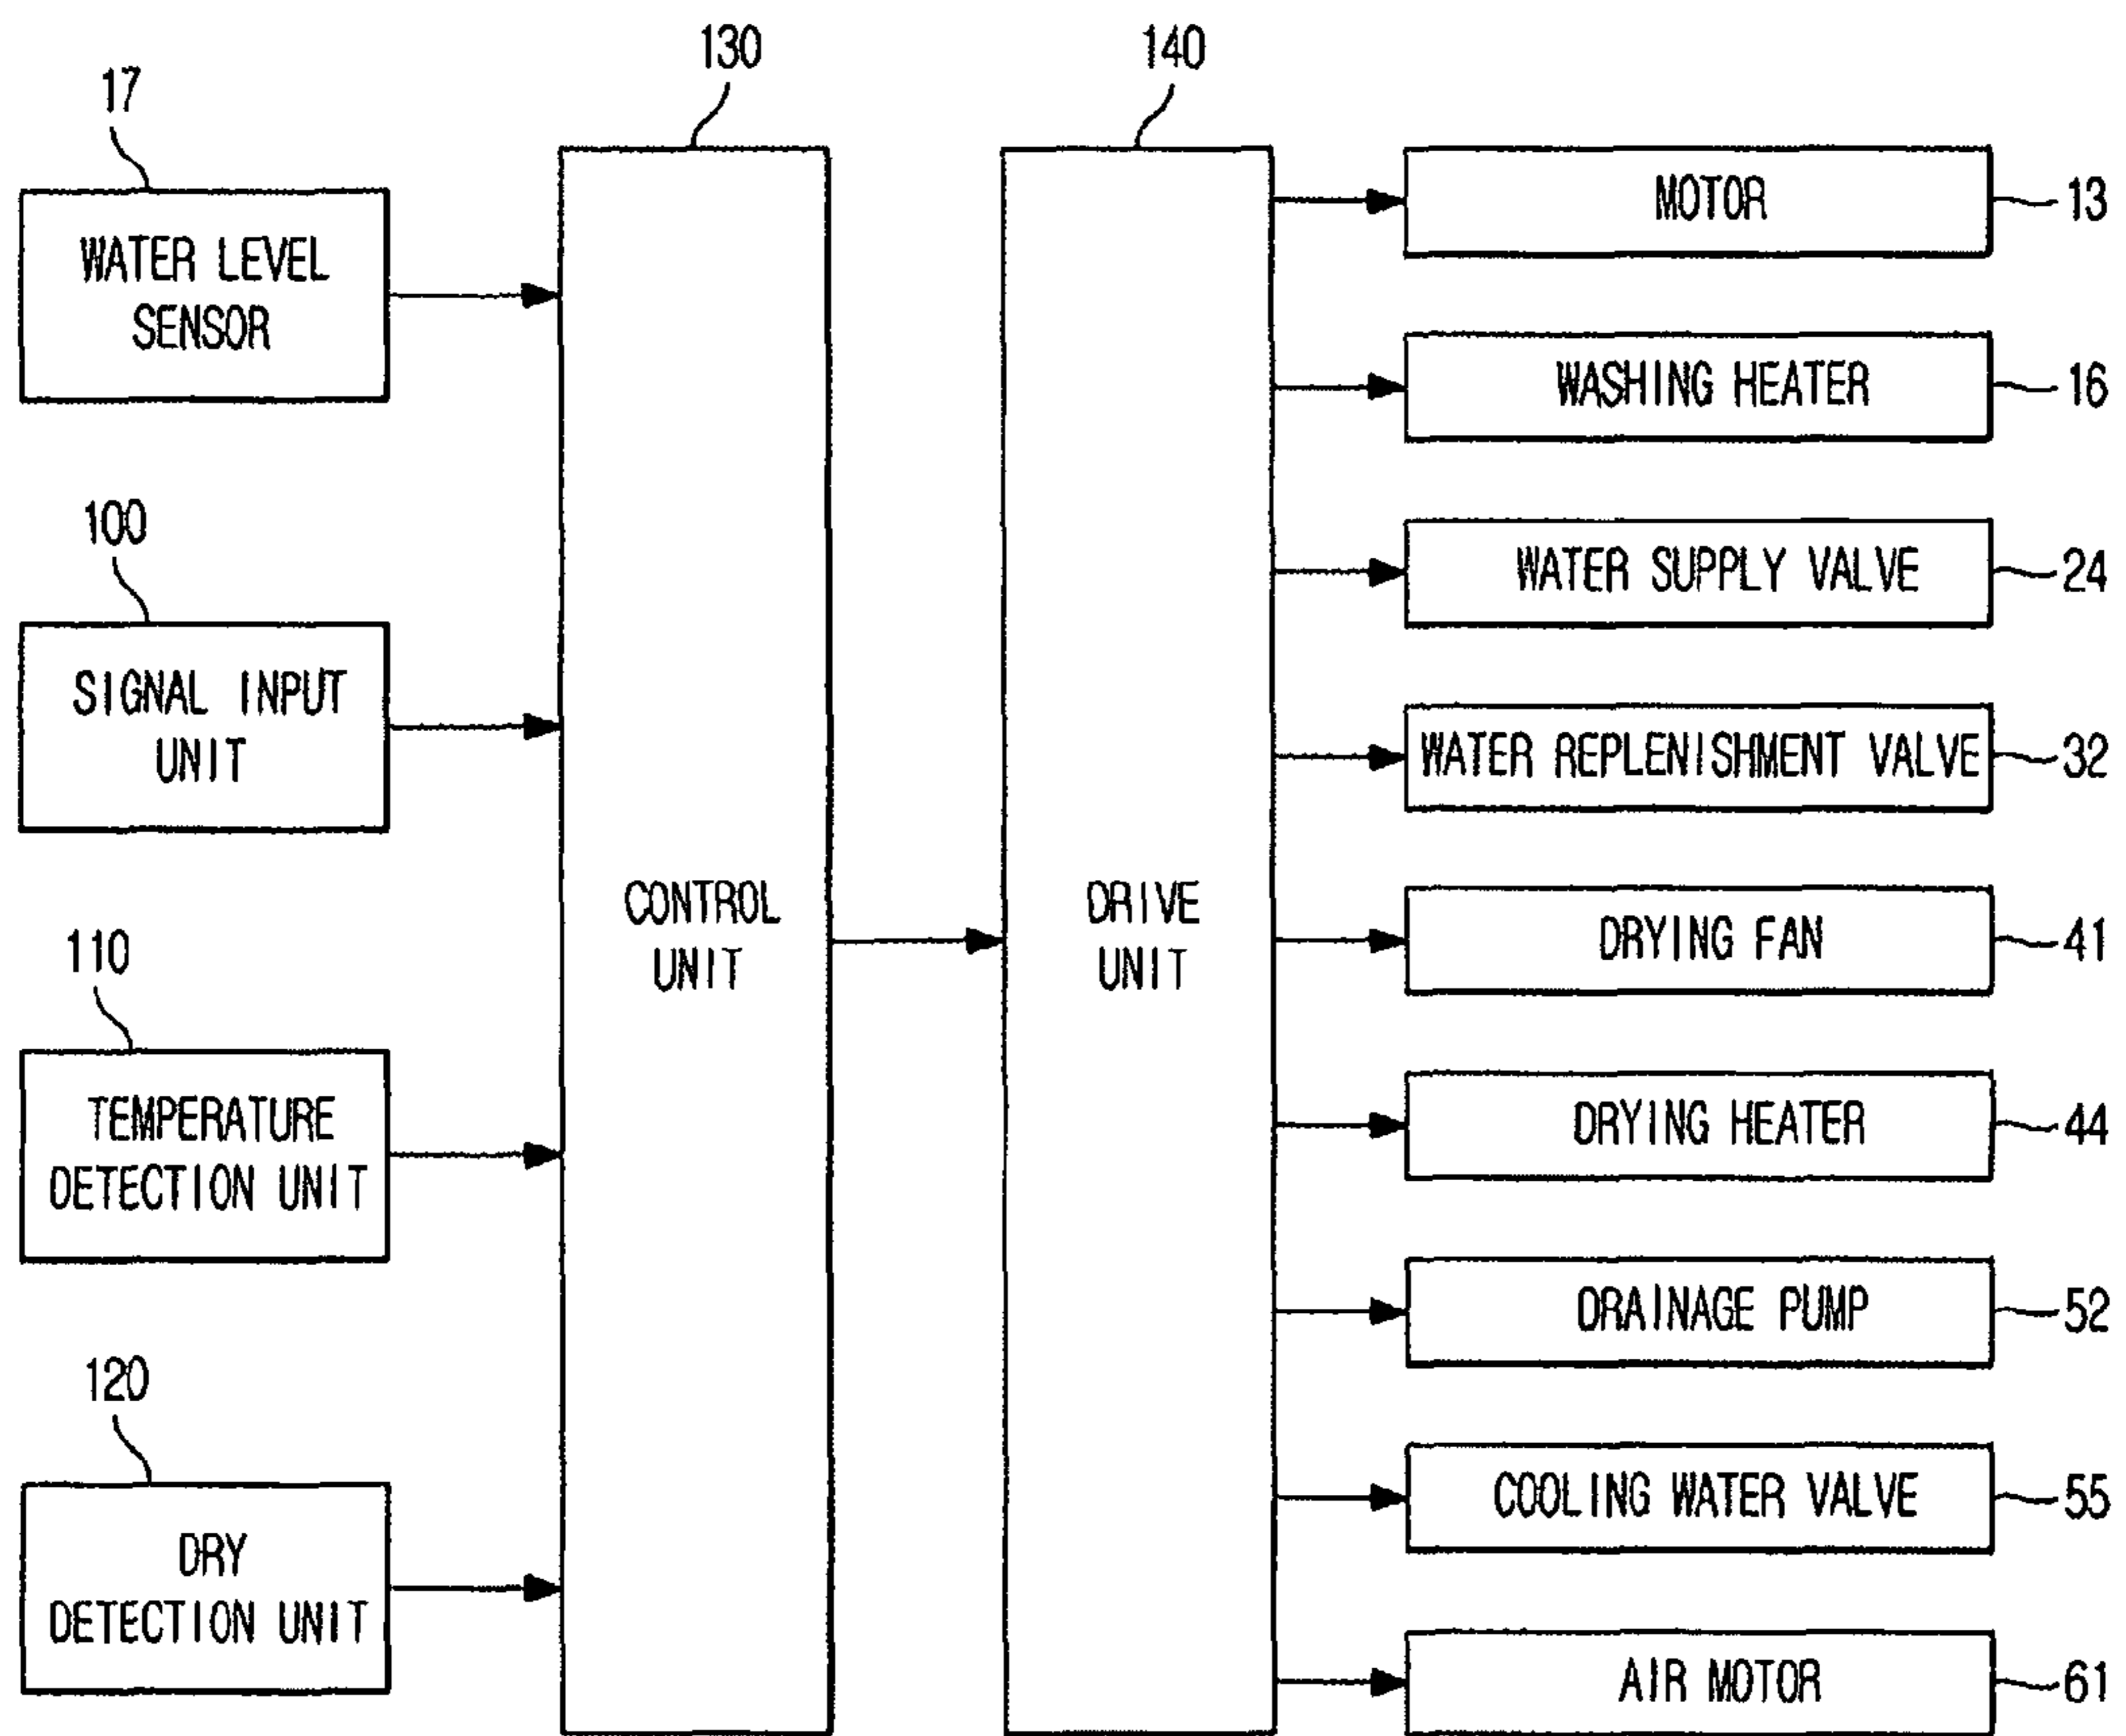 130
140
17
WATER LEVEL
SENSOR
100
SIGNAL INPUT
UNIT
110
TEMPERATURE
DETECTION UNIT
120
DRY
DETECTION UNIT
CONTROL
UNIT
DRIVE
UNIT
MOTOR
13
WASHING HEATER
16
WATER SUPPLY VALVE
24
WATER REPLENISHMENT VALVE
32
DRYING FAN
41
DRYING HEATER
44
DRAINAGE PUMP
52
COOLING WATER VALVE
55
AIR MOTOR
61